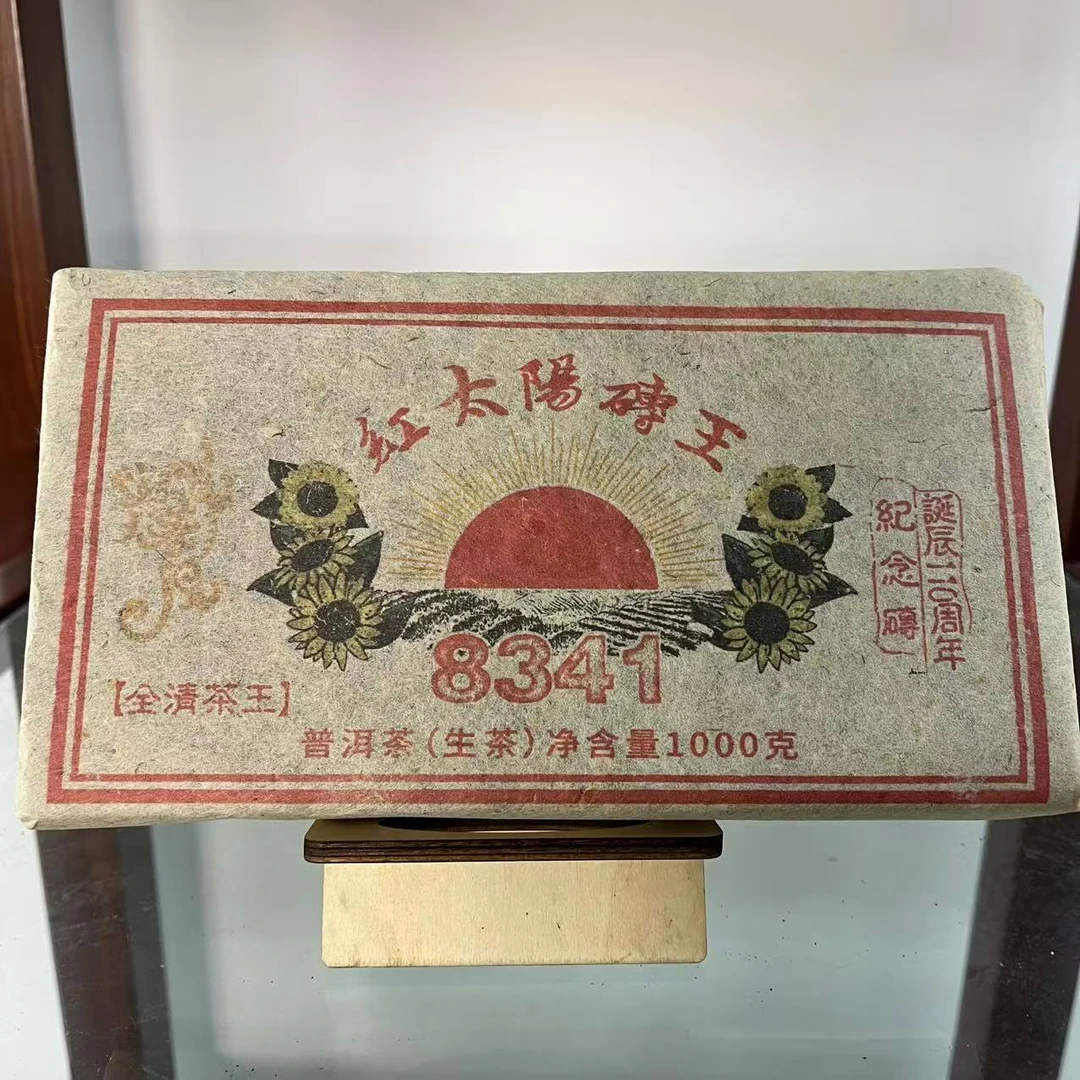 紅太陽磚王
誕辰一二〇周年
紀念磚
8341
【全清茶王】
普洱茶(生茶)净含量1000克